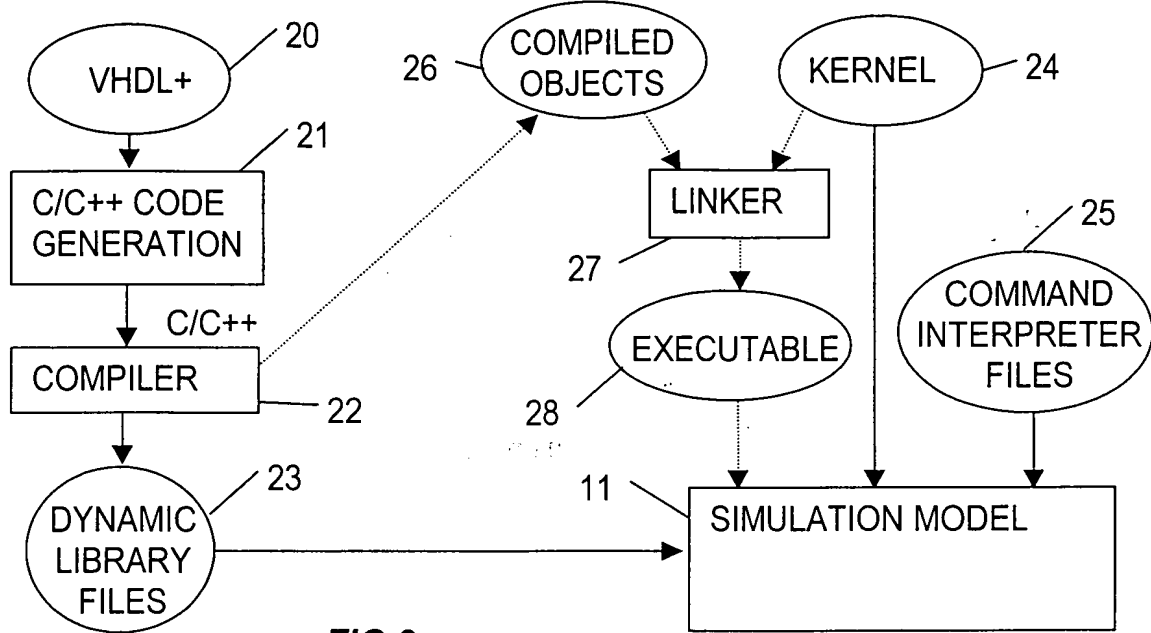 VHDL+
20
21
C/C++ CODE
GENERATION
C/C++
COMPILER
22
23
DYNAMIC
LIBRARY
FILES
26
COMPILED
OBJECTS
KERNEL
24
LINKER
27
EXECUTABLE
28
25
COMMAND
INTERPRETER
FILES
11
SIMULATION MODEL